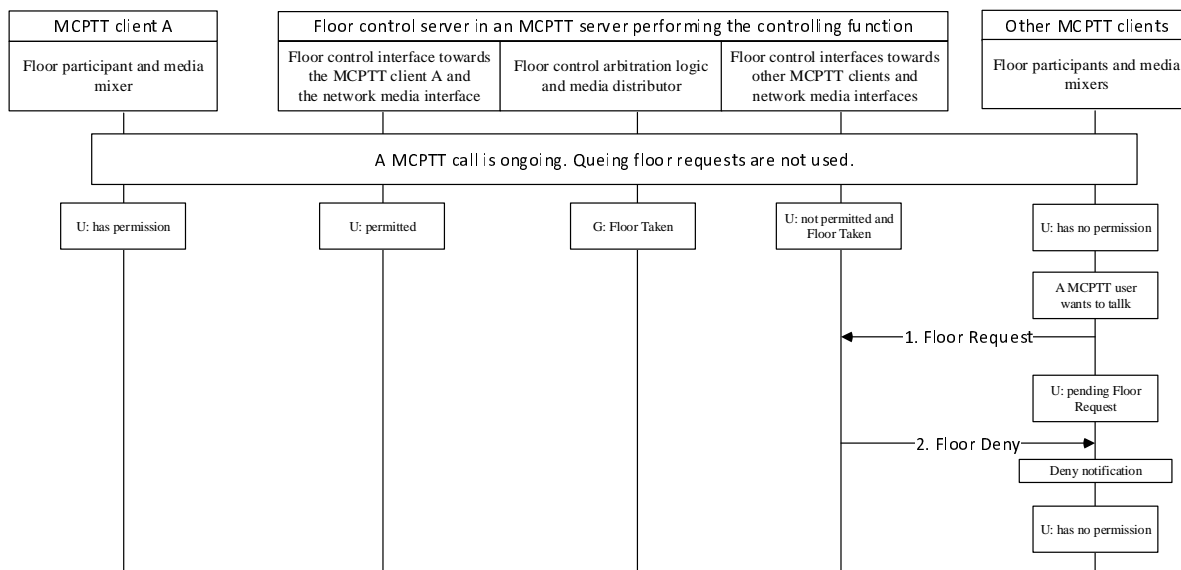 MCPTT client A
Floor control server in an MCPTT server performing the controlling function
Other MCPTT clients
Floor participant and media
mixer
Floor control interface towards
the MCPTT client A and
the network media interface
Floor control arbitration logic
and media distributor
Floor control interfaces towards
other MCPTT clients and
network media interfaces
Floor participants and media
mixers
A MCPTT call is ongoing. Queing floor requests are not used.
U: has permission
U: permitted
G: Floor Taken
U: not permitted and
Floor Taken
U: has no permission
A MCPTT user
wants to tallk
1. Floor Request
U: pending Floor
Request
2. Floor Deny
Deny notification
U: has no permission